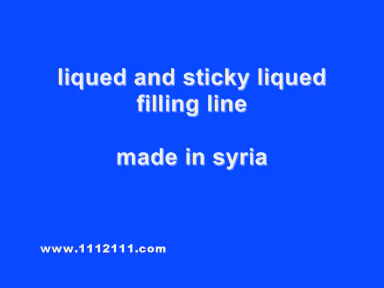 liqued and sticky liqued
filling line
made in syria
www.1112111.com